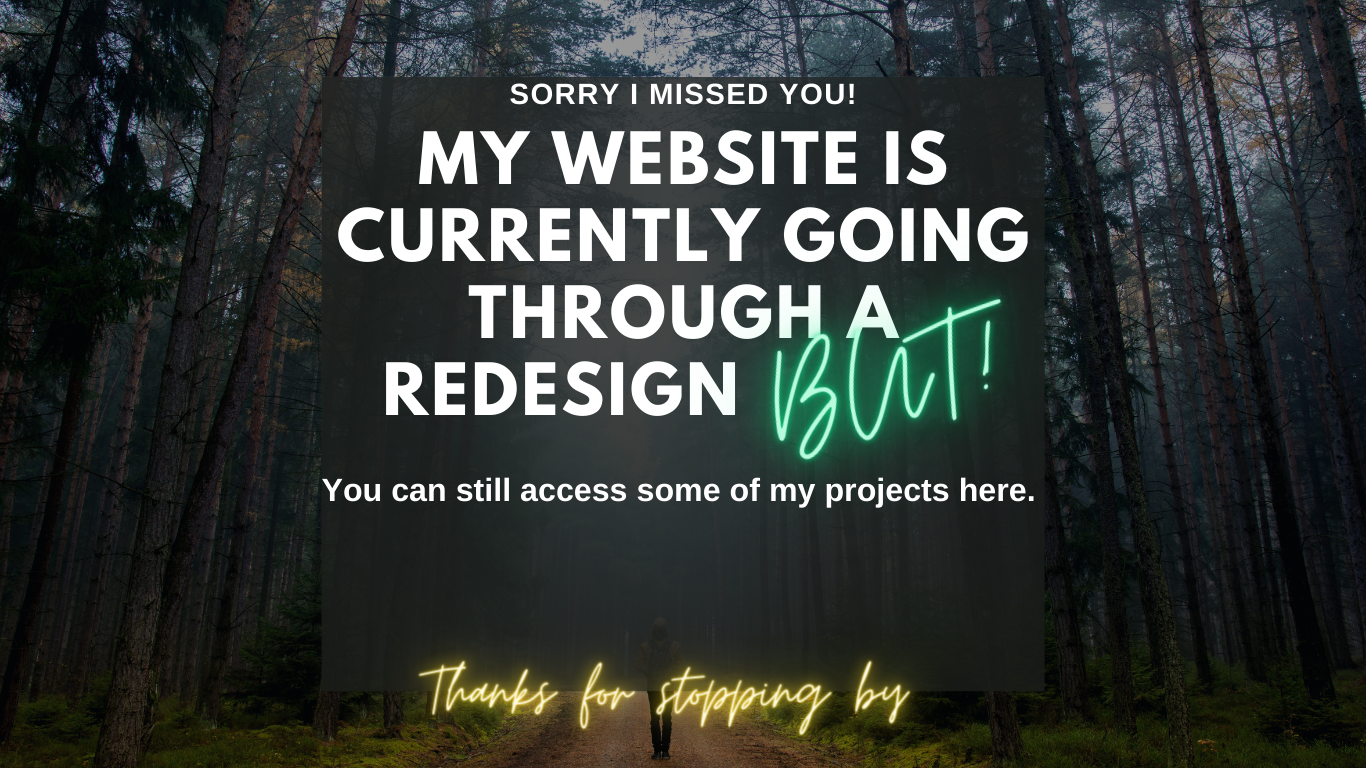 SORRY I MISSED YOU!
MY WEBSITE IS
CURRENTLY GOING
THROUGH A
REDESIGN BUT!
You can still access some of my projects here.
Thanks for stopping by